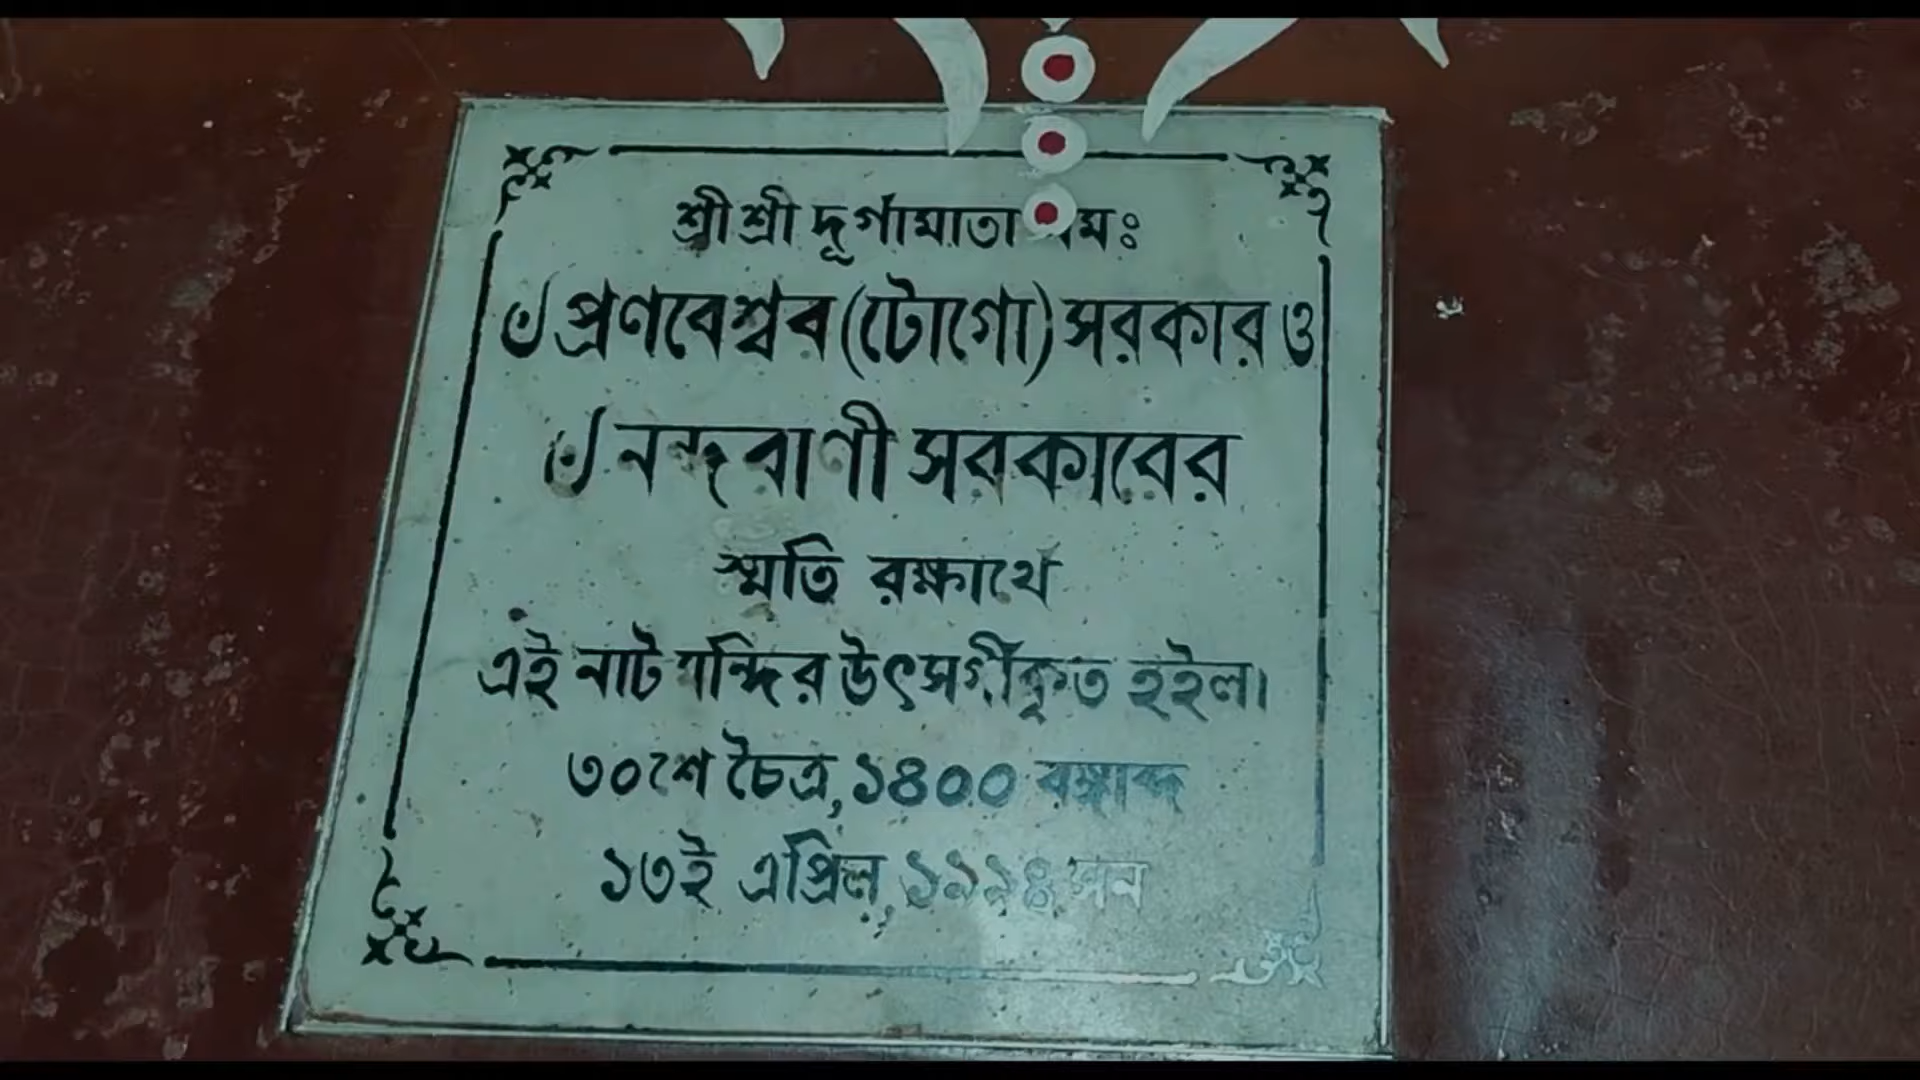 শ্রী শ্রী দূর্গামাতা নমঃ
৺প্রণবেশ্বর (টোগো) সরকার ও
৺নন্দরাণী সরকারের
স্মৃতি রক্ষার্থে
এই নাট মন্দির উৎসর্গীকৃত হইল।
৩০শে চৈত্র, ১৪০০ বঙ্গাব্দ
১৩ই এপ্রিল, ১৯৯৪ সন